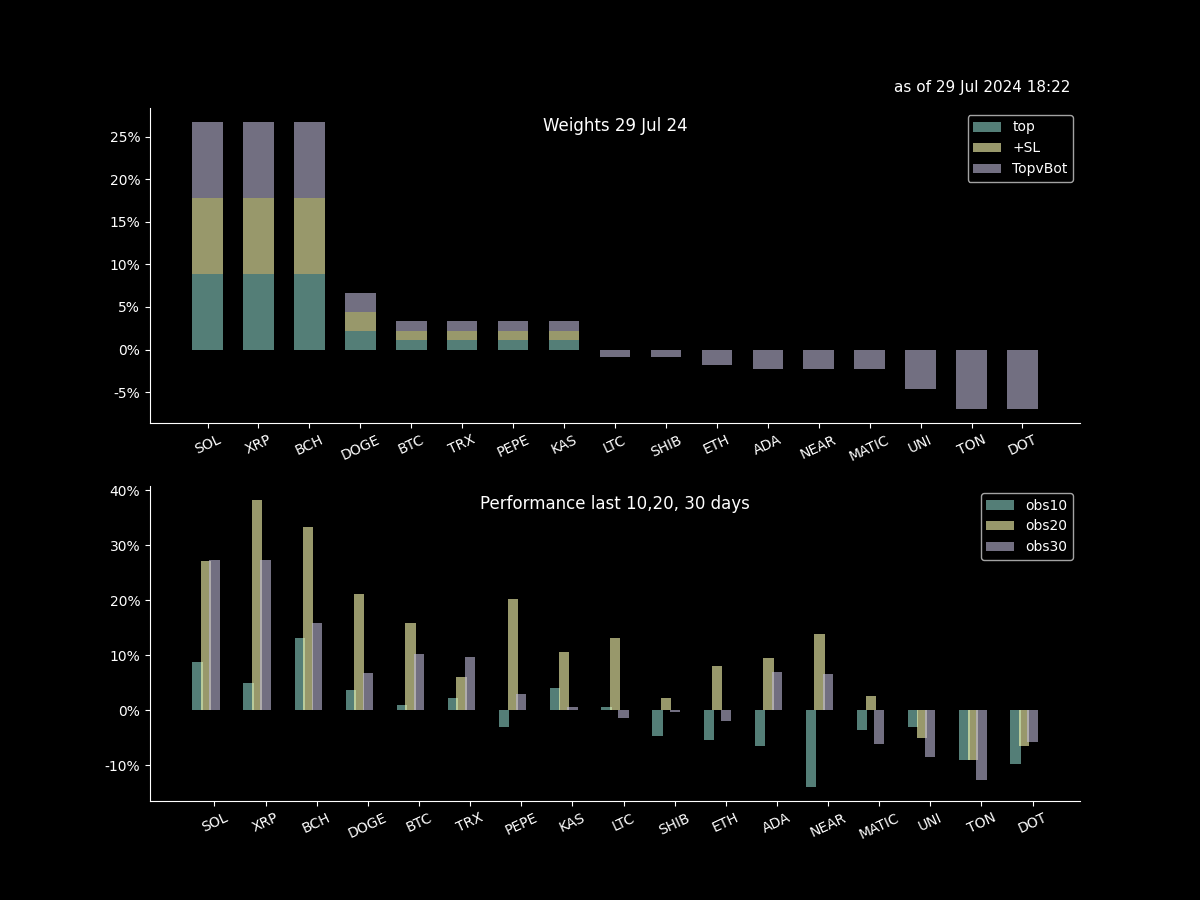 as of 29 Jul 2024 18:22
Weights 29 Jul 24
top
+SL
TopvBot
25%
20%
15%
10%
5%
0%
-5%
SOL XRP BCH DOGE BTC TRX PEPE KAS LTC SHIB ETH ADA NEAR MATIC UNI TON DOT
Performance last 10,20, 30 days
obs10
obs20
obs30
40%
30%
20%
10%
0%
-10%
SOL XRP BCH DOGE BTC TRX PEPE KAS LTC SHIB ETH ADA NEAR MATIC UNI TON DOT